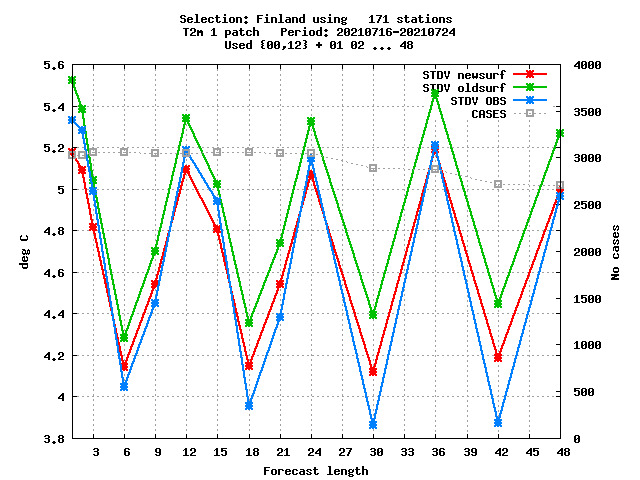 Selection: Finland using   171 stations
T2m 1 patch   Period: 20210716-20210724
Used {00,12} + 01 02 ... 48
STDV newsurf
STDV oldsurf
STDV OBS
CASES
deg C
5.6
5.4
5.2
5
4.8
4.6
4.4
4.2
4
3.8
4000
3500
3000
2500
2000
1500
1000
500
0
No cases
3 6 9 12 15 18 21 24 27 30 33 36 39 42 45 48
Forecast length